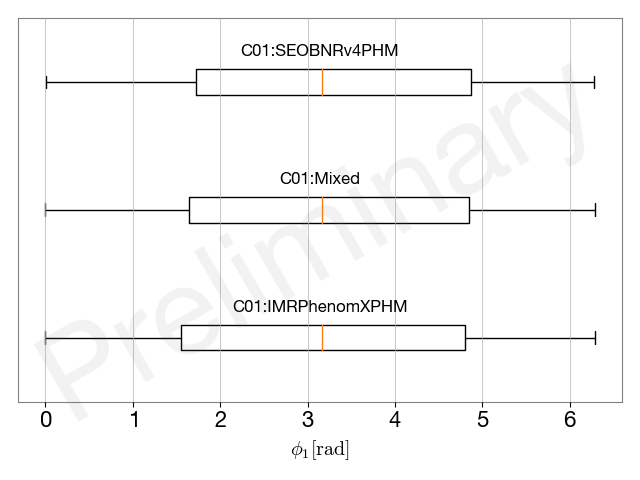 C01:SEOBNRv4PHM
C01:Mixed
C01:IMRPhenomXPHM
Preliminary
0 1 2 3 4 5 6
ϕ₁[rad]